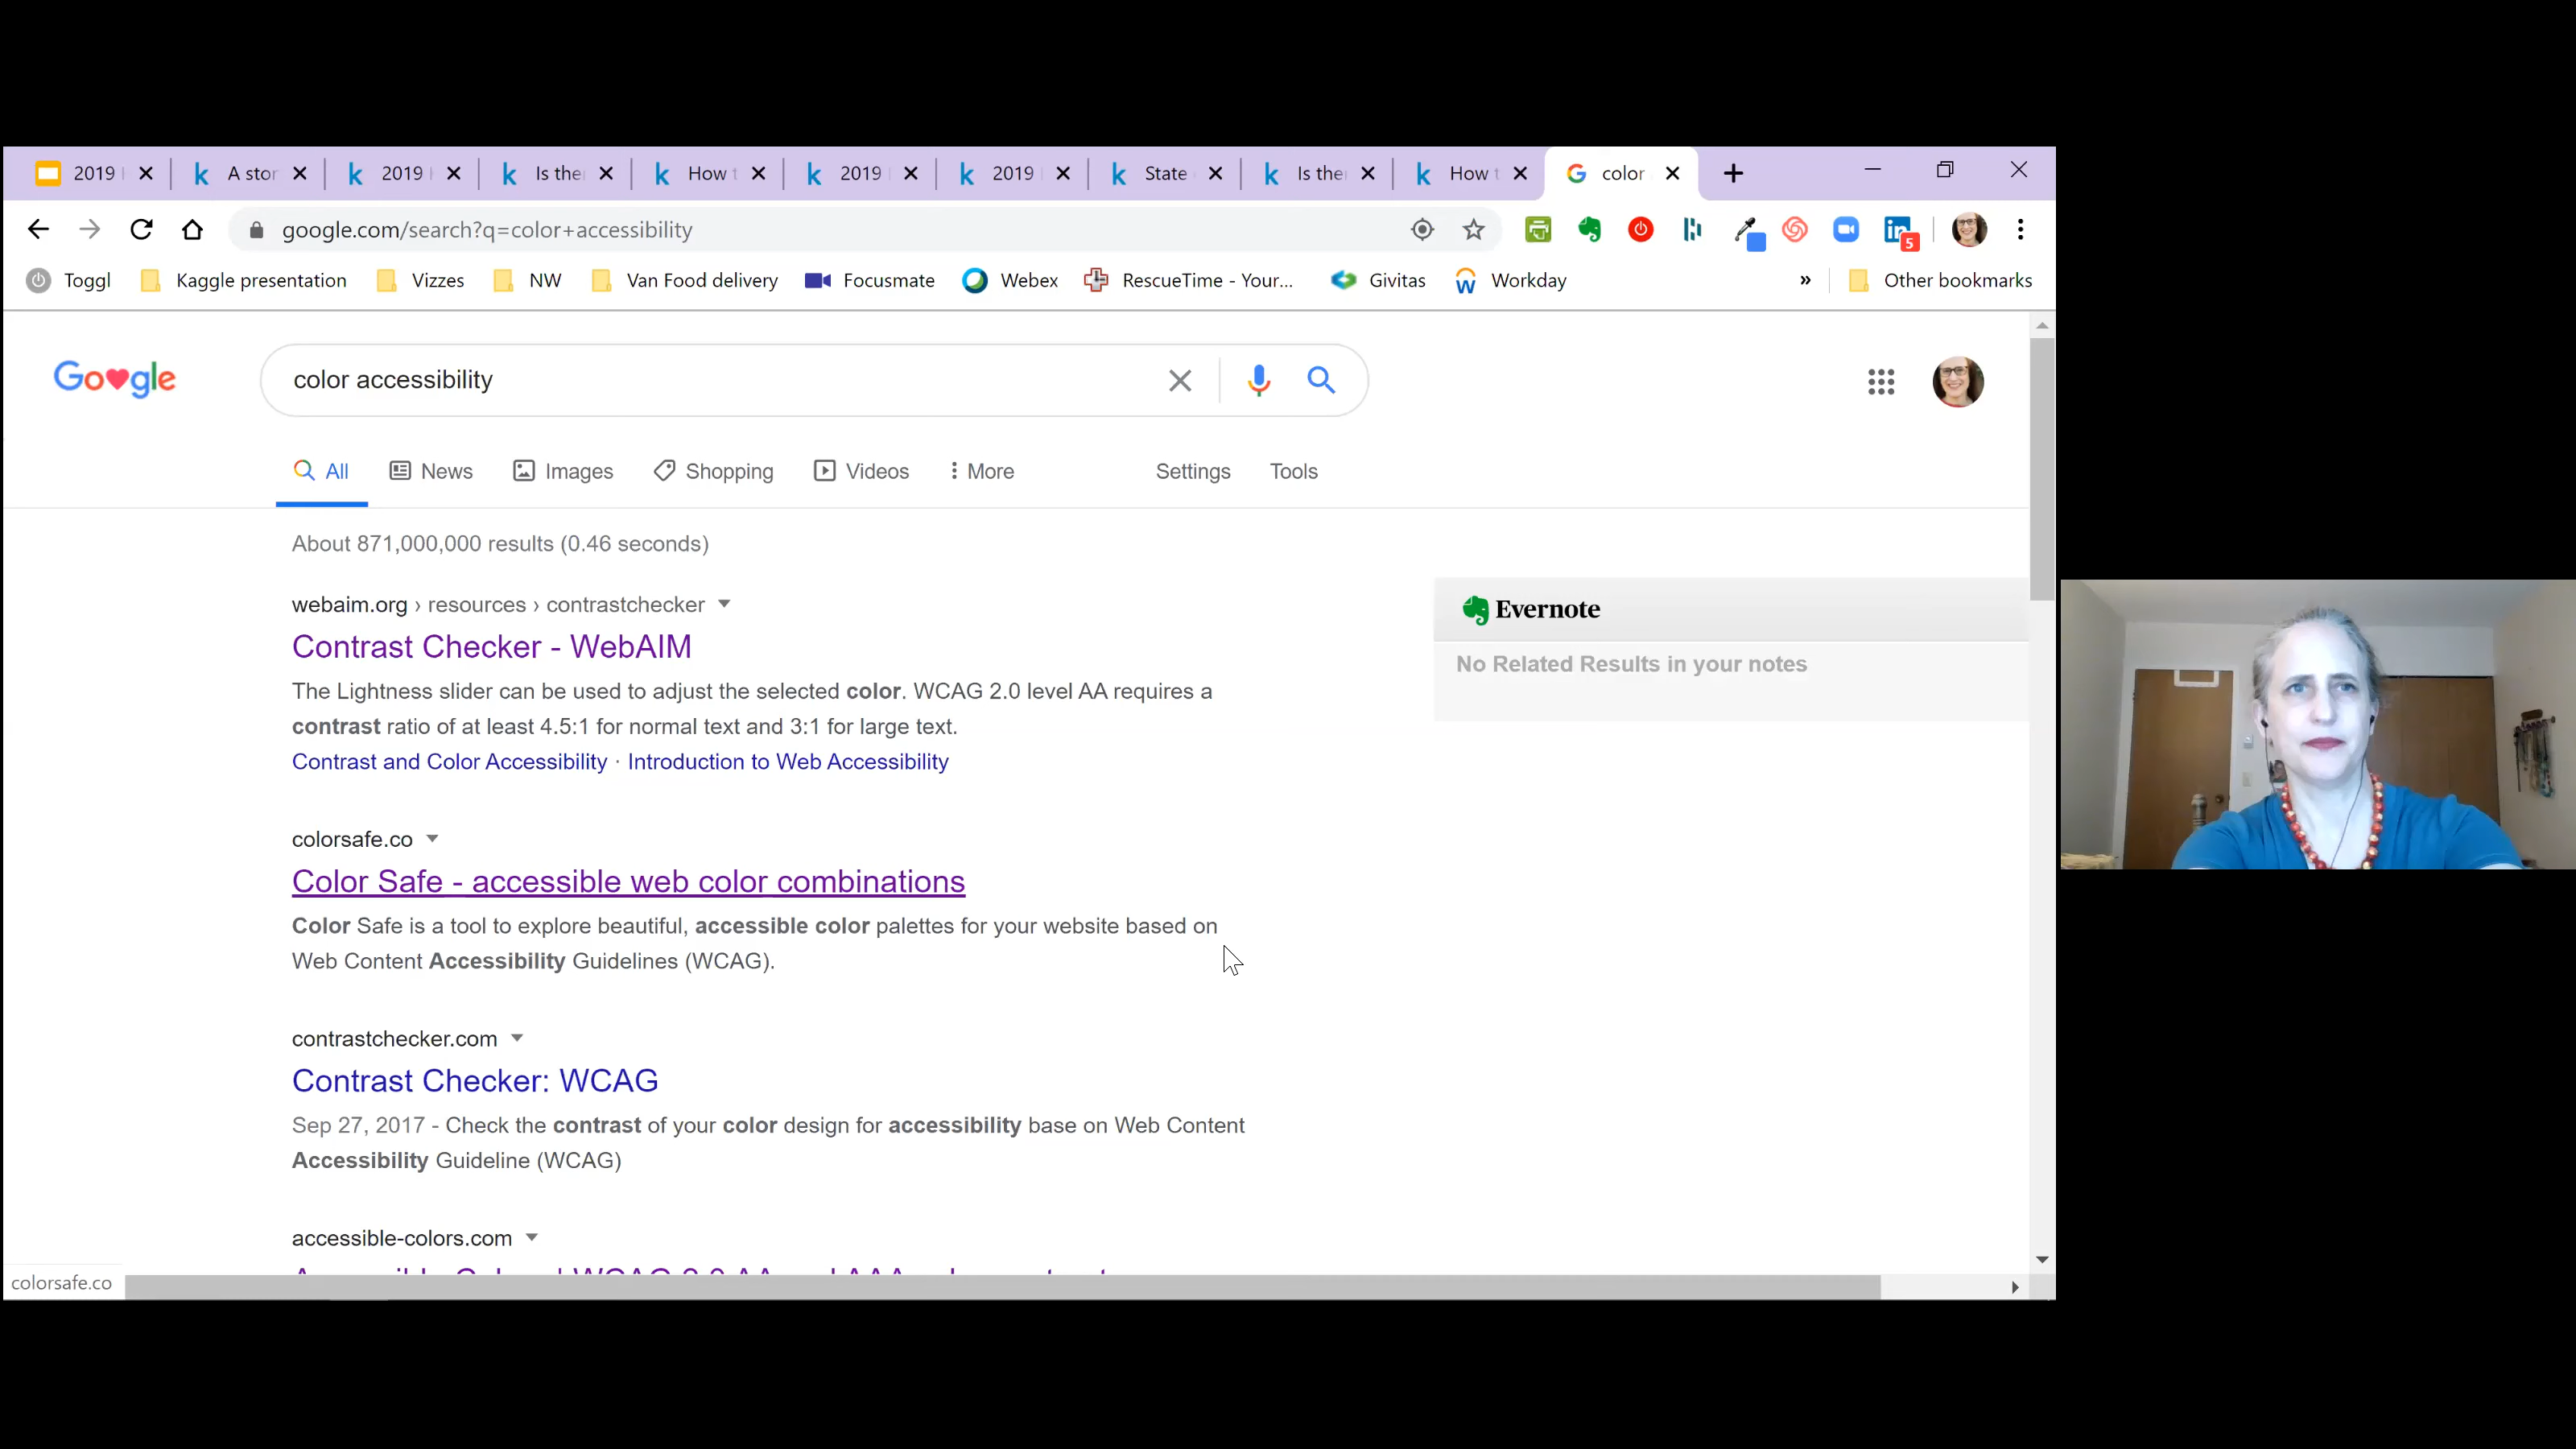 2019
A stor
2019
Is the
How t
2019
2019
State
Is the
How t
color
google.com/search?q=color+accessibility
5
Toggl
Kaggle presentation
Vizzes
NW
Van Food delivery
Focusmate
Webex
RescueTime - Your...
Givitas
Workday
»
Other bookmarks
Google
color accessibility
All
News
Images
Shopping
Videos
More
Settings
Tools
About 871,000,000 results (0.46 seconds)
webaim.org › resources › contrastchecker
Contrast Checker - WebAIM
The Lightness slider can be used to adjust the selected color. WCAG 2.0 level AA requires a
contrast ratio of at least 4.5:1 for normal text and 3:1 for large text.
Contrast and Color Accessibility · Introduction to Web Accessibility
Evernote
No Related Results in your notes
colorsafe.co
Color Safe - accessible web color combinations
Color Safe is a tool to explore beautiful, accessible color palettes for your website based on
Web Content Accessibility Guidelines (WCAG).
contrastchecker.com
Contrast Checker: WCAG
Sep 27, 2017 - Check the contrast of your color design for accessibility base on Web Content
Accessibility Guideline (WCAG)
accessible-colors.com
colorsafe.co